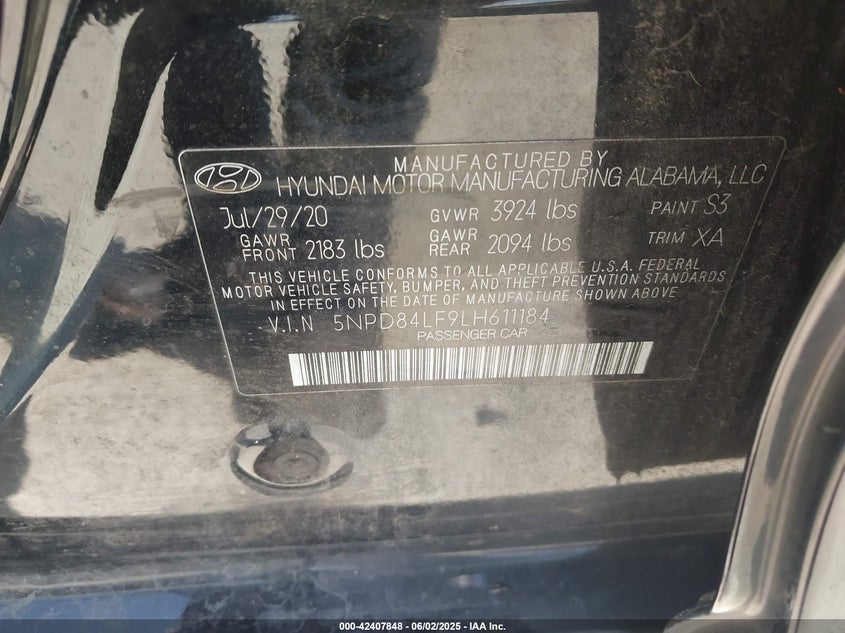 MANUFACTURED BY
HYUNDAI MOTOR MANUFACTURING ALABAMA, LLC
Jul/29/20 GVWR 3924 lbs PAINT S3
GAWR FRONT 2183 lbs GAWR REAR 2094 lbs TRIM XA
THIS VEHICLE CONFORMS TO ALL APPLICABLE U.S.A. FEDERAL
MOTOR VEHICLE SAFETY, BUMPER, AND THEFT PREVENTION STANDARDS
IN EFFECT ON THE DATE OF MANUFACTURE SHOWN ABOVE
V.I.N 5NPD84LF9LH611184
PASSENGER CAR
000-42407848 - 06/02/2025 - IAA Inc.